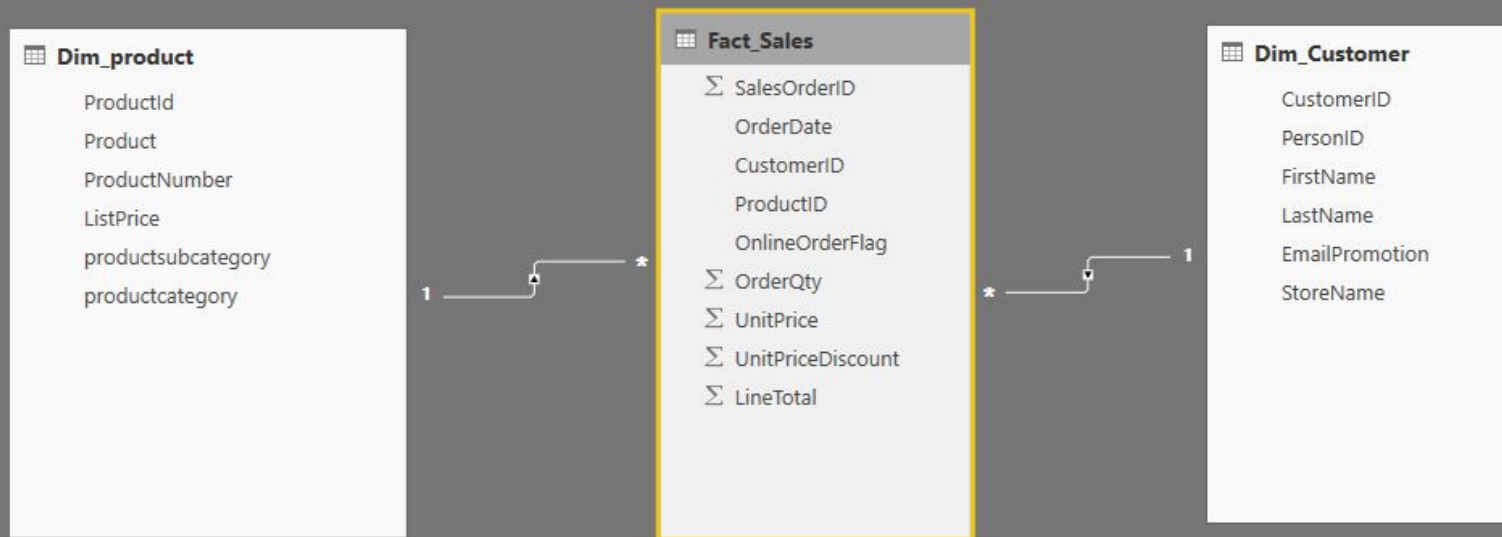 Dim_product
ProductId
Product
ProductNumber
ListPrice
productsubcategory
productcategory
1
*
Fact_Sales
Σ SalesOrderID
OrderDate
CustomerID
ProductID
OnlineOrderFlag
Σ OrderQty
Σ UnitPrice
Σ UnitPriceDiscount
Σ LineTotal
*
1
Dim_Customer
CustomerID
PersonID
FirstName
LastName
EmailPromotion
StoreName